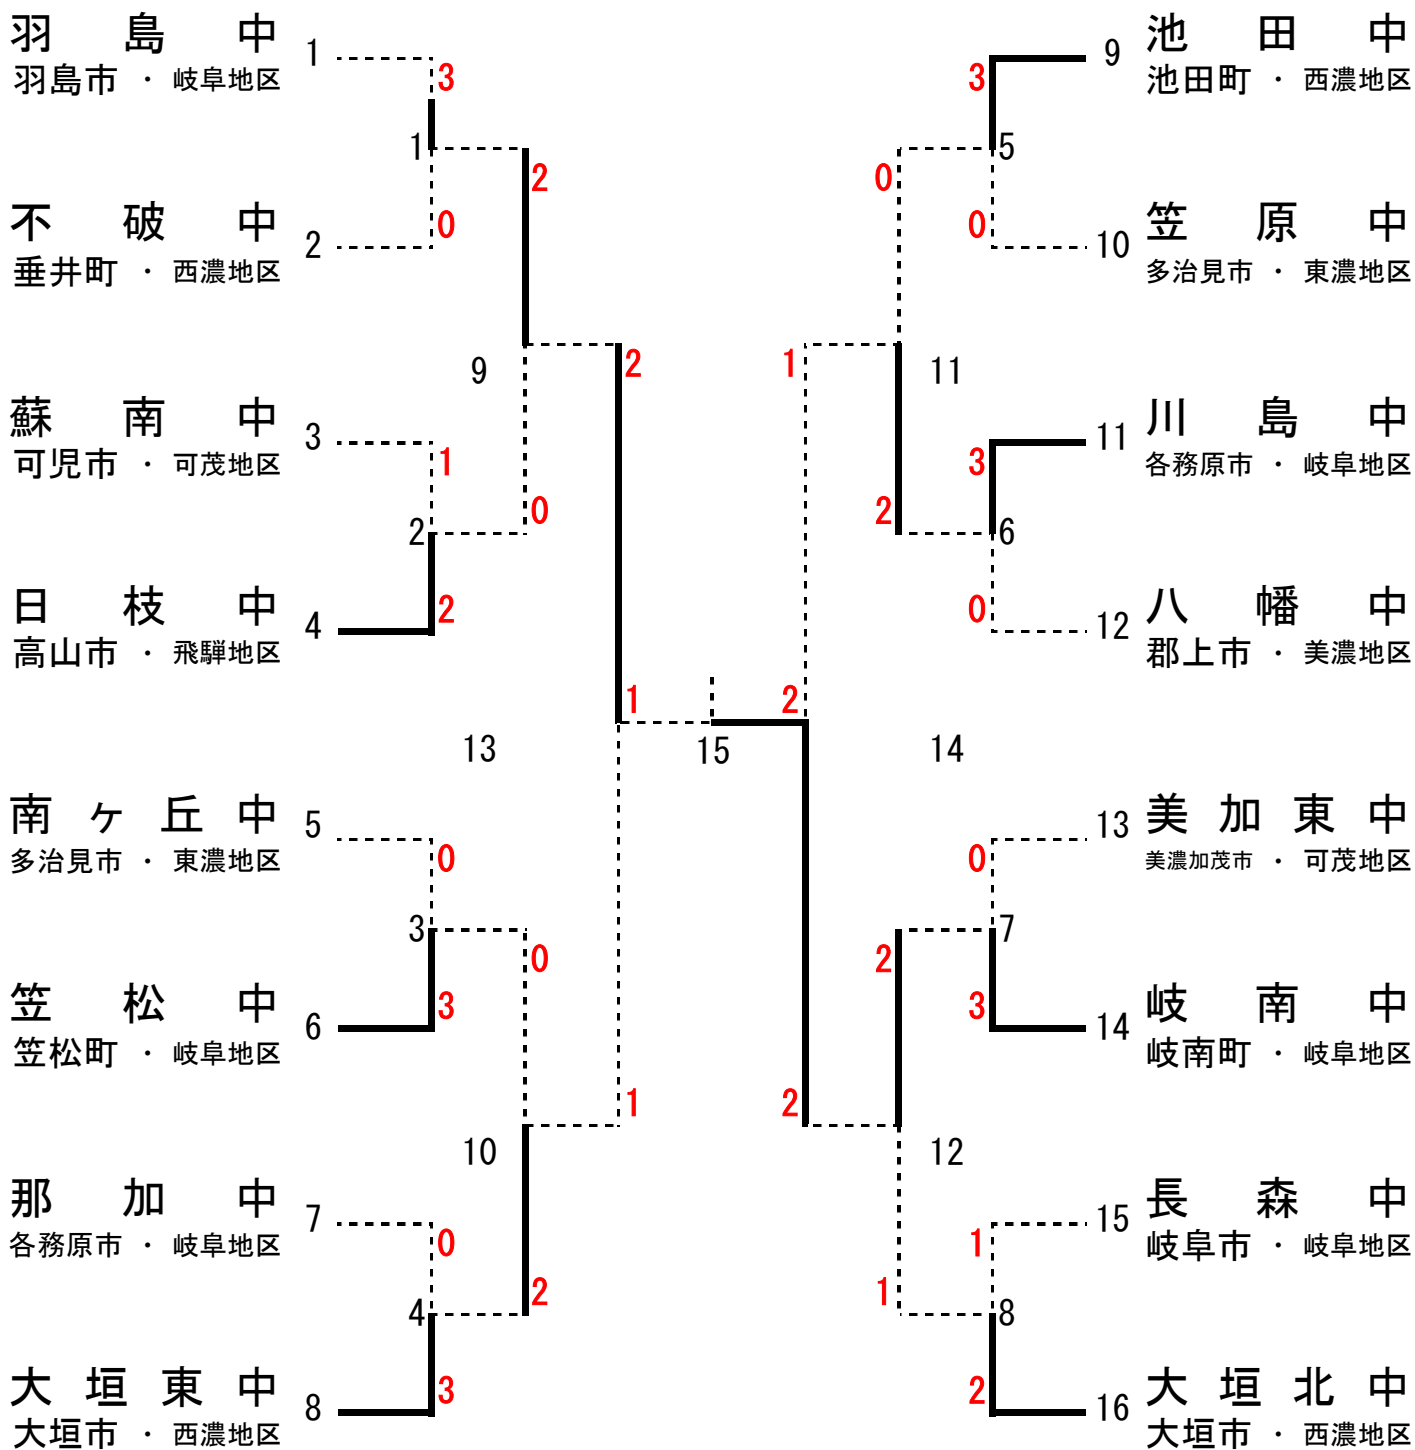 羽島中 1
羽島市 ・ 岐阜地区
3
1
2
不破中 2
0
垂井町 ・ 西濃地区
9
2
蘇南中 3
可児市 ・ 可茂地区
1
0
2
日枝中 4
2
高山市 ・ 飛騨地区
1
13
南ヶ丘中 5
多治見市 ・ 東濃地区
0
3
0
笠松中 6
3
笠松町 ・ 岐阜地区
1
10
那加中 7
各務原市 ・ 岐阜地区
0
2
4
大垣東中 8
3
大垣市 ・ 西濃地区
15
9 池田中
3
池田町 ・ 西濃地区
5
0
0
10 笠原中
多治見市 ・ 東濃地区
1
11
11 川島中
3
各務原市 ・ 岐阜地区
2
6
0
12 八幡中
郡上市 ・ 美濃地区
2
14
13 美加東中
0
美濃加茂市 ・ 可茂地区
7
2
3
14 岐南中
岐南町 ・ 岐阜地区
2
12
15 長森中
1
岐阜市 ・ 岐阜地区
1
8
2
16 大垣北中
大垣市 ・ 西濃地区